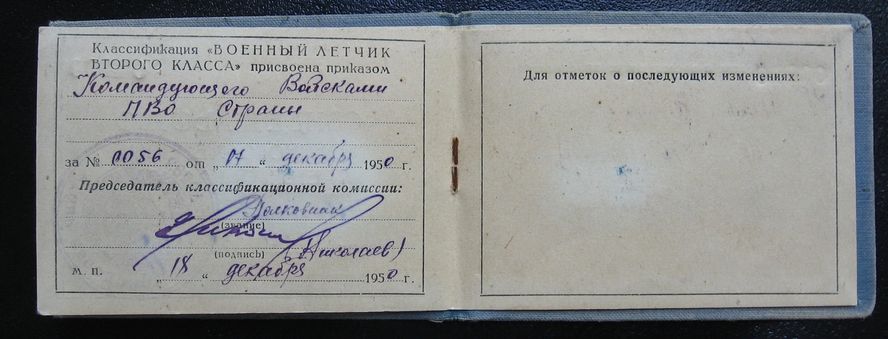 Классификация «ВОЕННЫЙ ЛЕТЧИК
ВТОРОГО КЛАССА» присвоена приказом
Командующего Войсками
ПВО Страны
за № 0056 от „17“ декабря 1950 г.
Председатель классификационной комиссии:
Полковник
(звание)
(Николаев)
(подпись)
М. П. „18“ декабря 1950 г.
Для отметок о последующих изменениях: